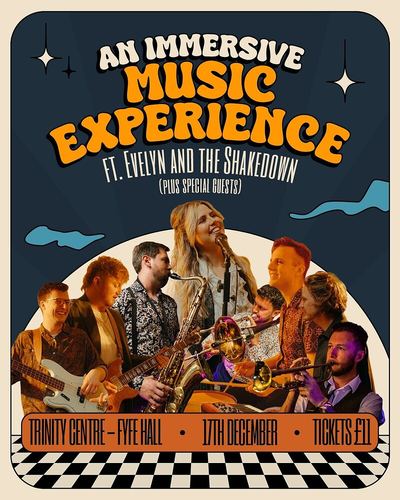 AN IMMERSIVE
MUSIC
EXPERIENCE
FT. EVELYN AND THE SHAKEDOWN
(PLUS SPECIAL GUESTS)
TRINITY CENTRE – FYFE HALL • 17TH DECEMBER • TICKETS £11